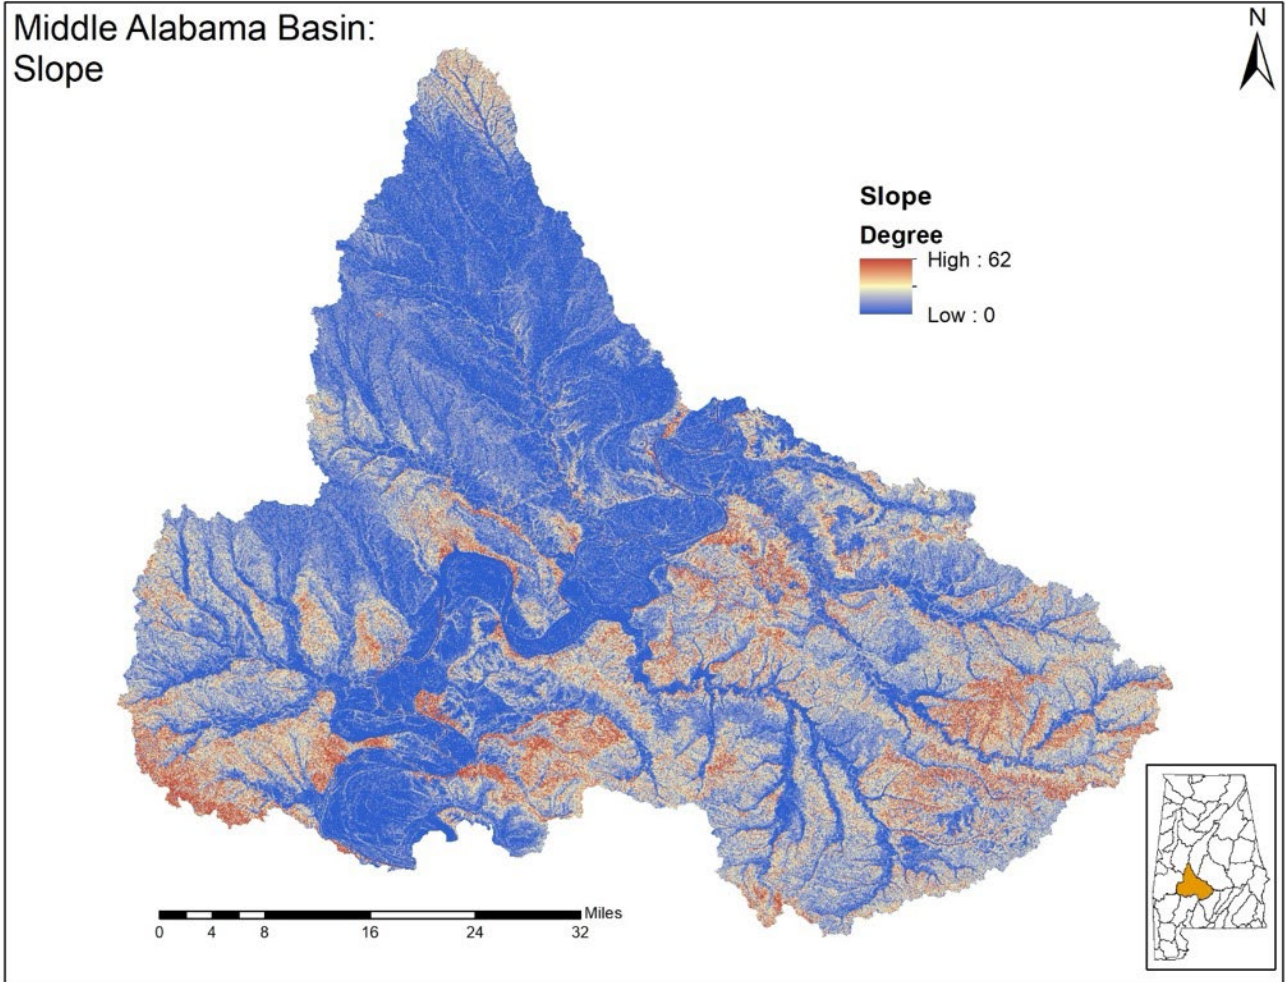 Middle Alabama Basin:
Slope
N
Slope
Degree
High : 62
Low : 0
Miles
0 4 8 16 24 32